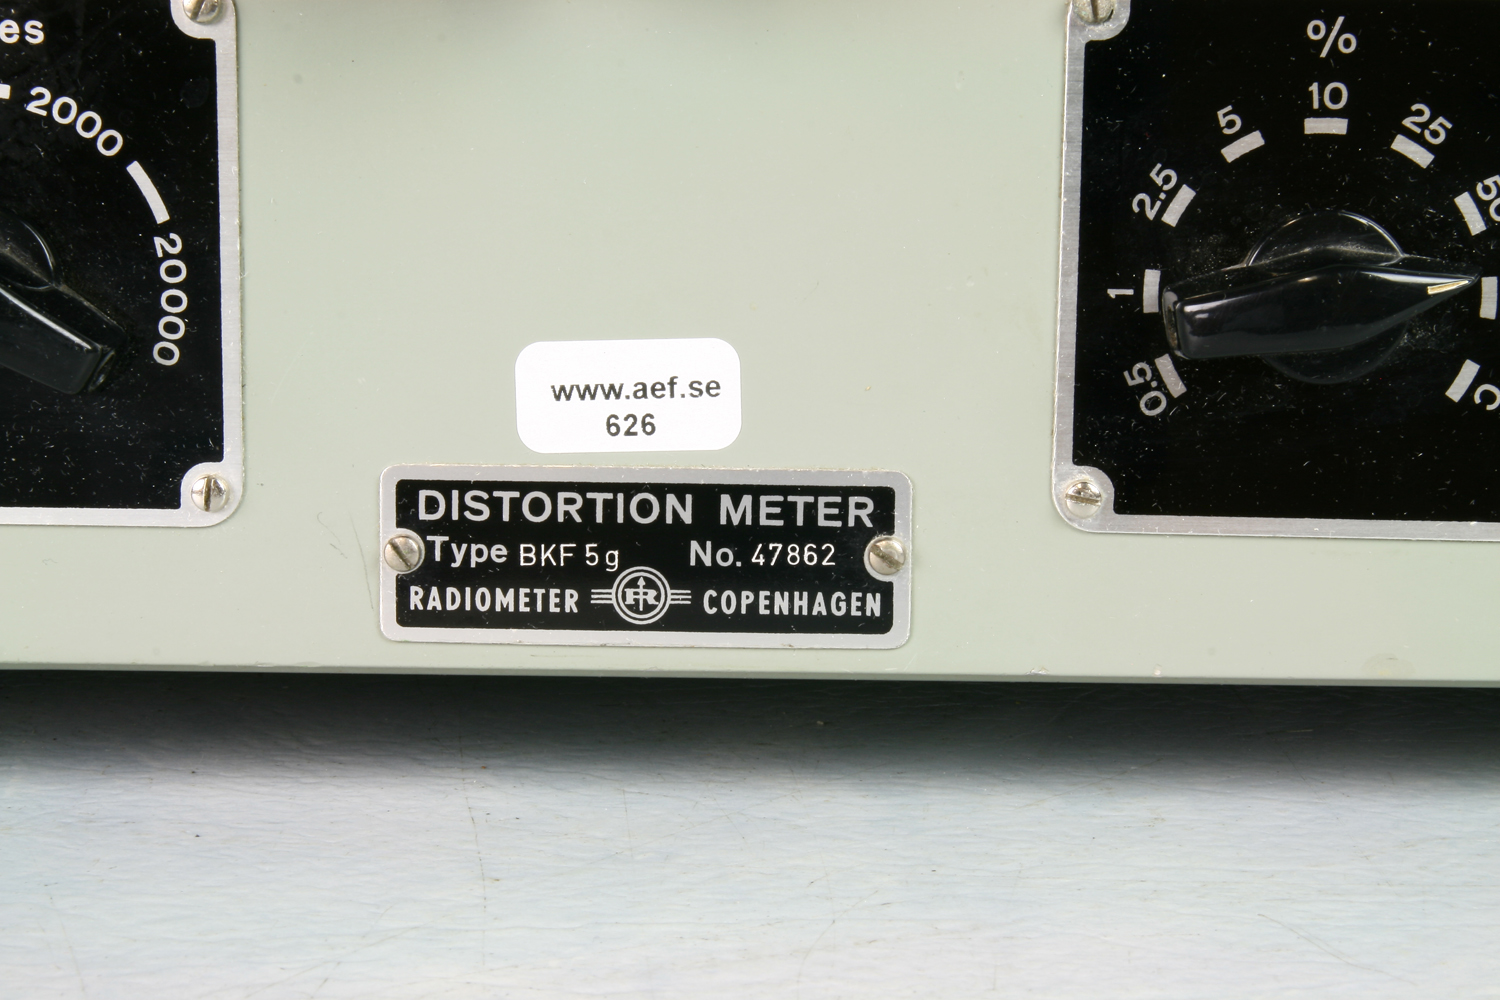 es
2000
20000
%
0.5
1
2.5
5
10
25
50
C
www.aef.se
626
DISTORTION METER
Type BKF 5g No. 47862
RADIOMETER R COPENHAGEN